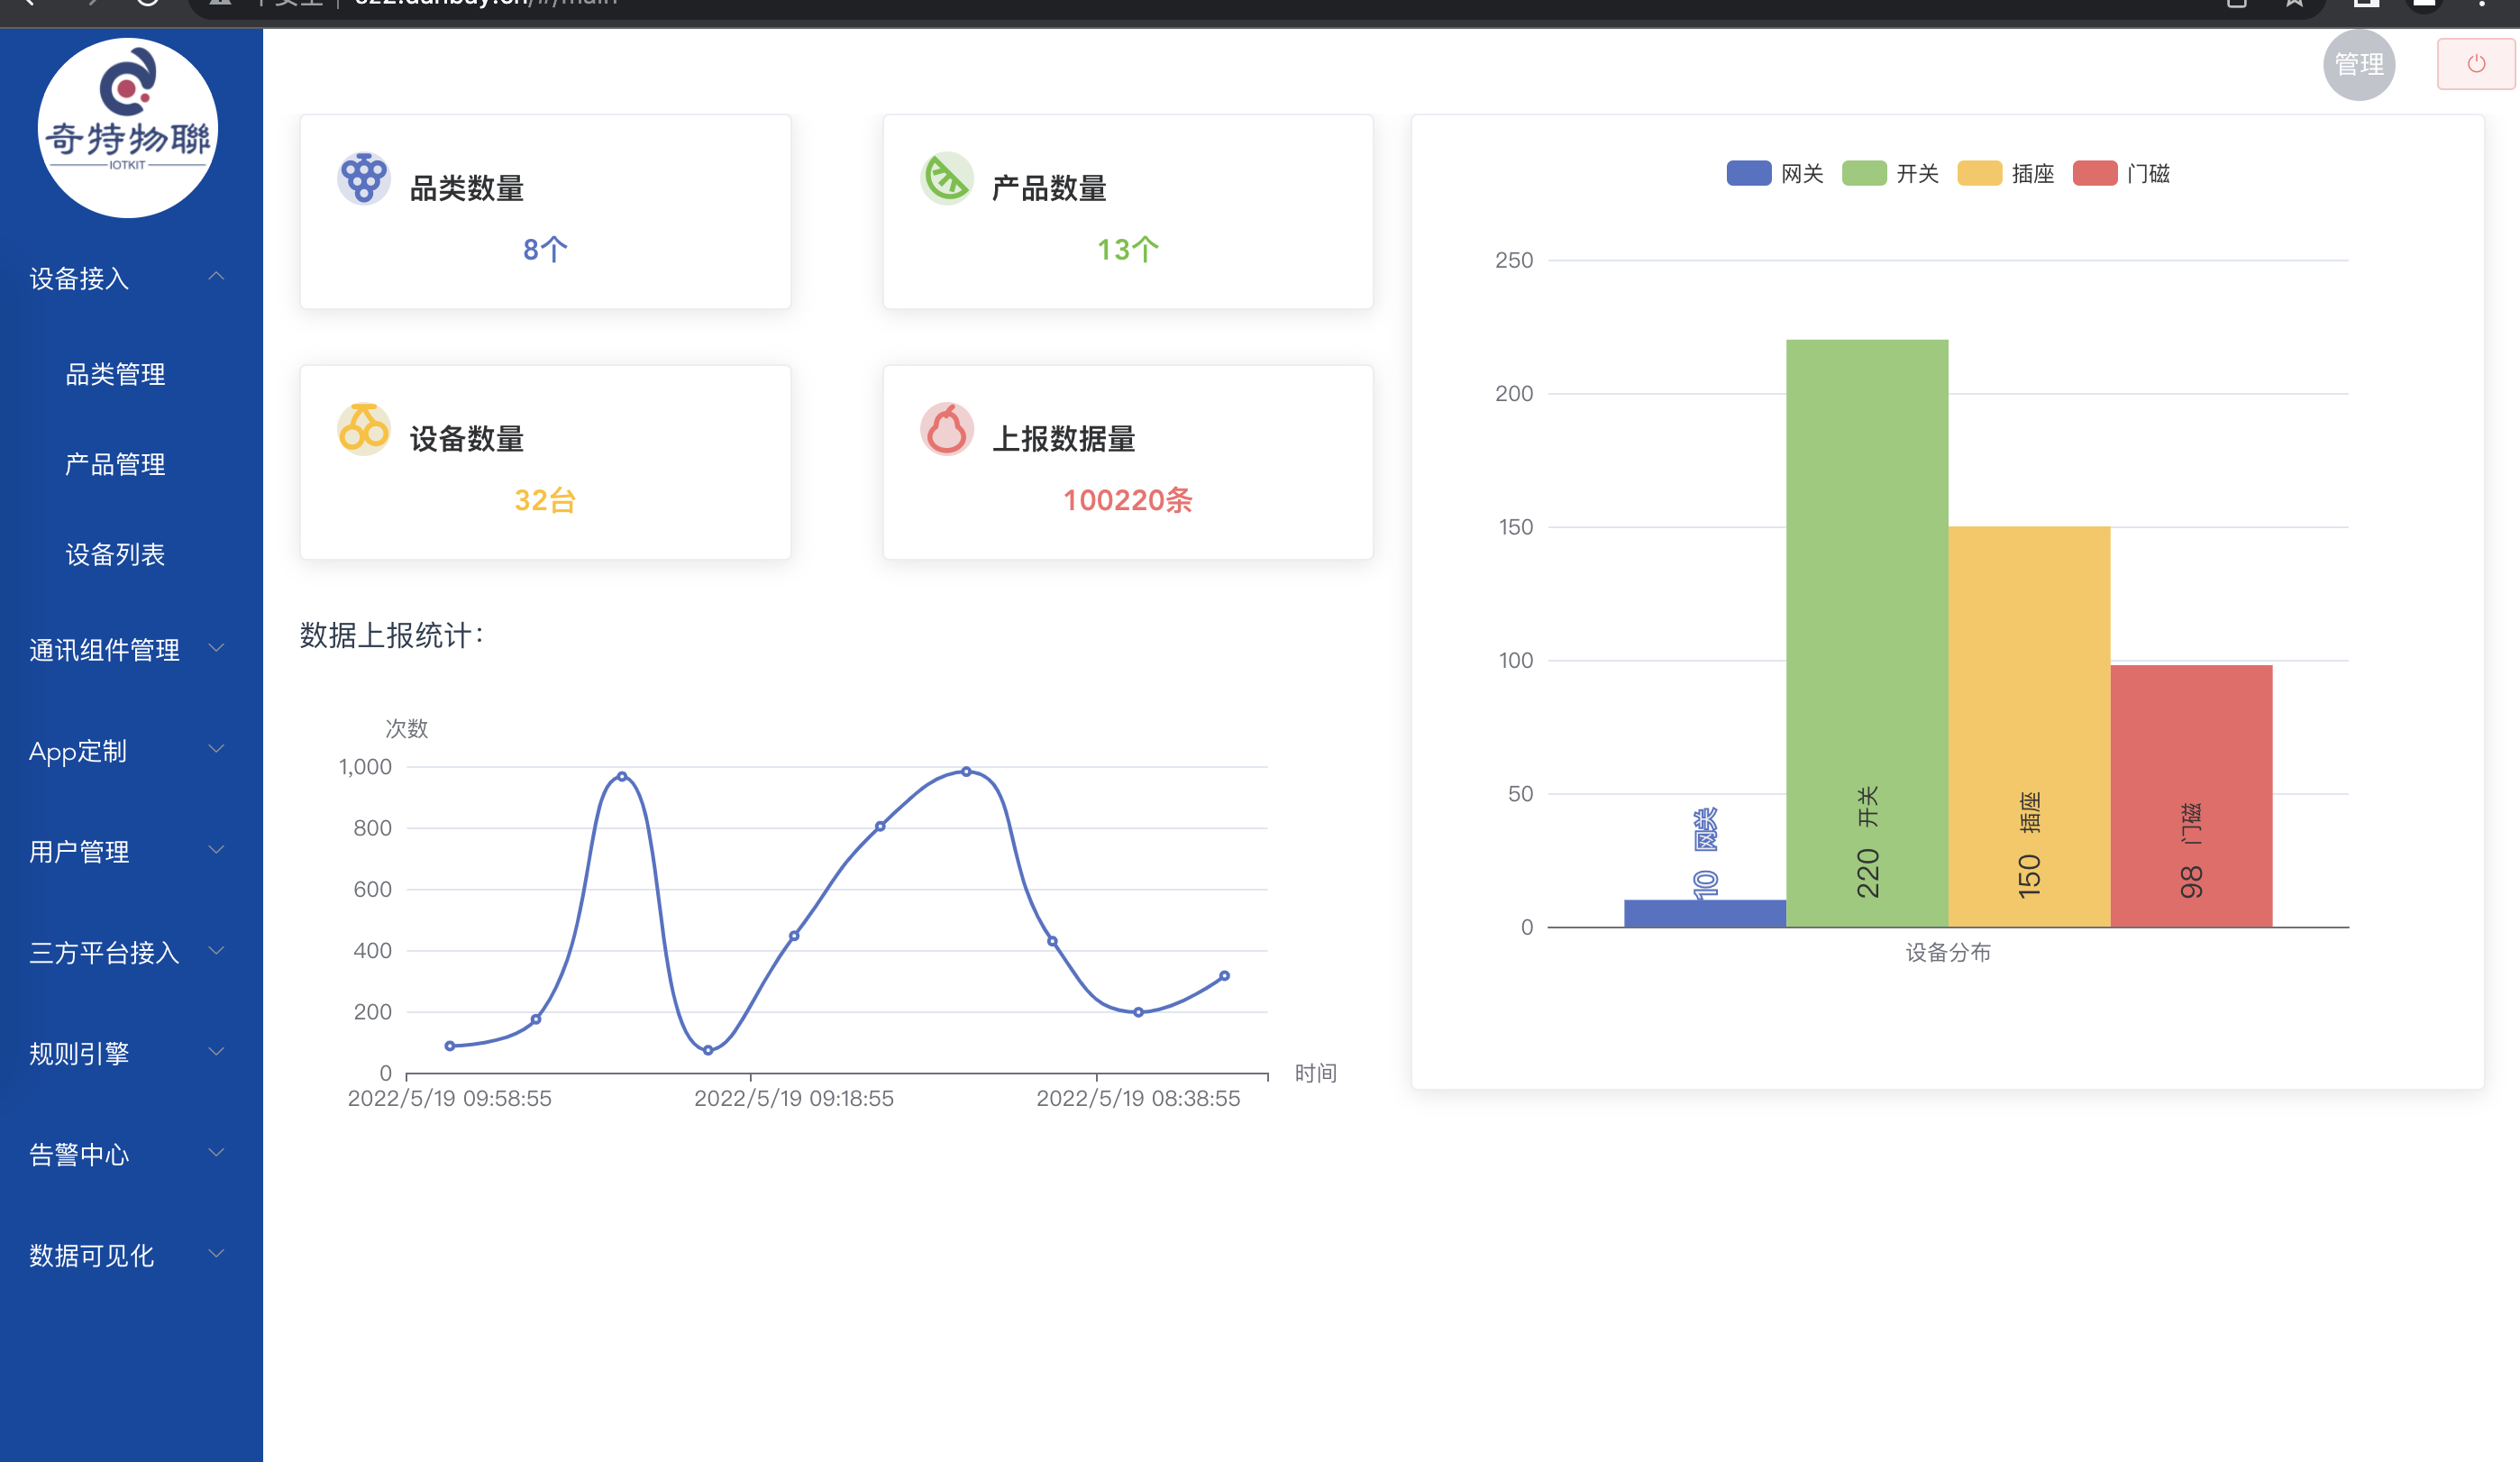 奇特物聯
IOTKIT
管理
设备接入
品类管理
产品管理
设备列表
通讯组件管理
App定制
用户管理
三方平台接入
规则引擎
告警中心
数据可见化
品类数量
8个
产品数量
13个
设备数量
32台
上报数据量
100220条
数据上报统计：
次数
1,000
800
600
400
200
0
2022/5/19 09:58:55
2022/5/19 09:18:55
2022/5/19 08:38:55
时间
网关 开关 插座 门磁
250
200
150
100
50
0
10 网关
220 开关
150 插座
98 门磁
设备分布